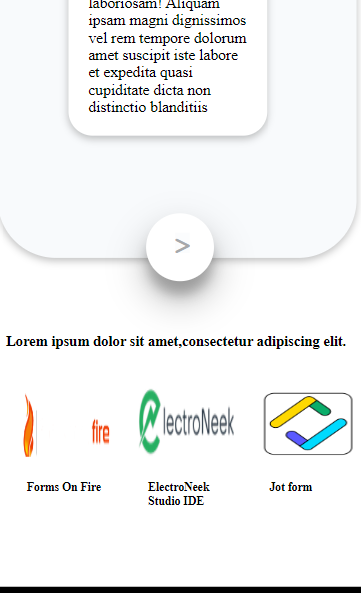 laboriosam! Aliquam
ipsam magni dignissimos
vel rem tempore dolorum
amet suscipit iste labore
et expedita quasi
cupiditate dicta non
distinctio blanditiis
>
Lorem ipsum dolor sit amet,consectetur adipiscing elit.
fire
lectroNeek
Forms On Fire
ElectroNeek
Studio IDE
Jot form